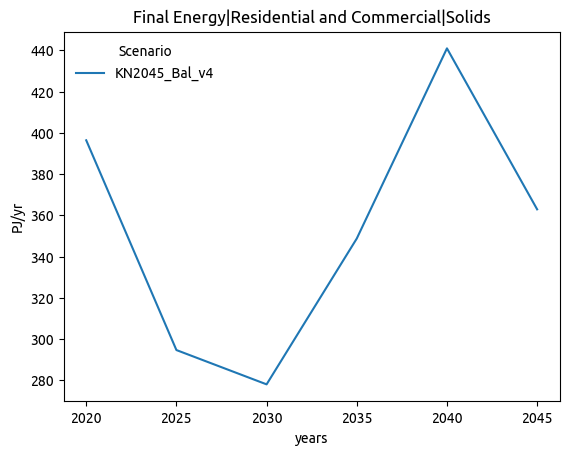 Final Energy|Residential and Commercial|Solids
Scenario
KN2045_Bal_v4
440
420
400
380
360
340
320
300
280
PJ/yr
2020 2025 2030 2035 2040 2045
years